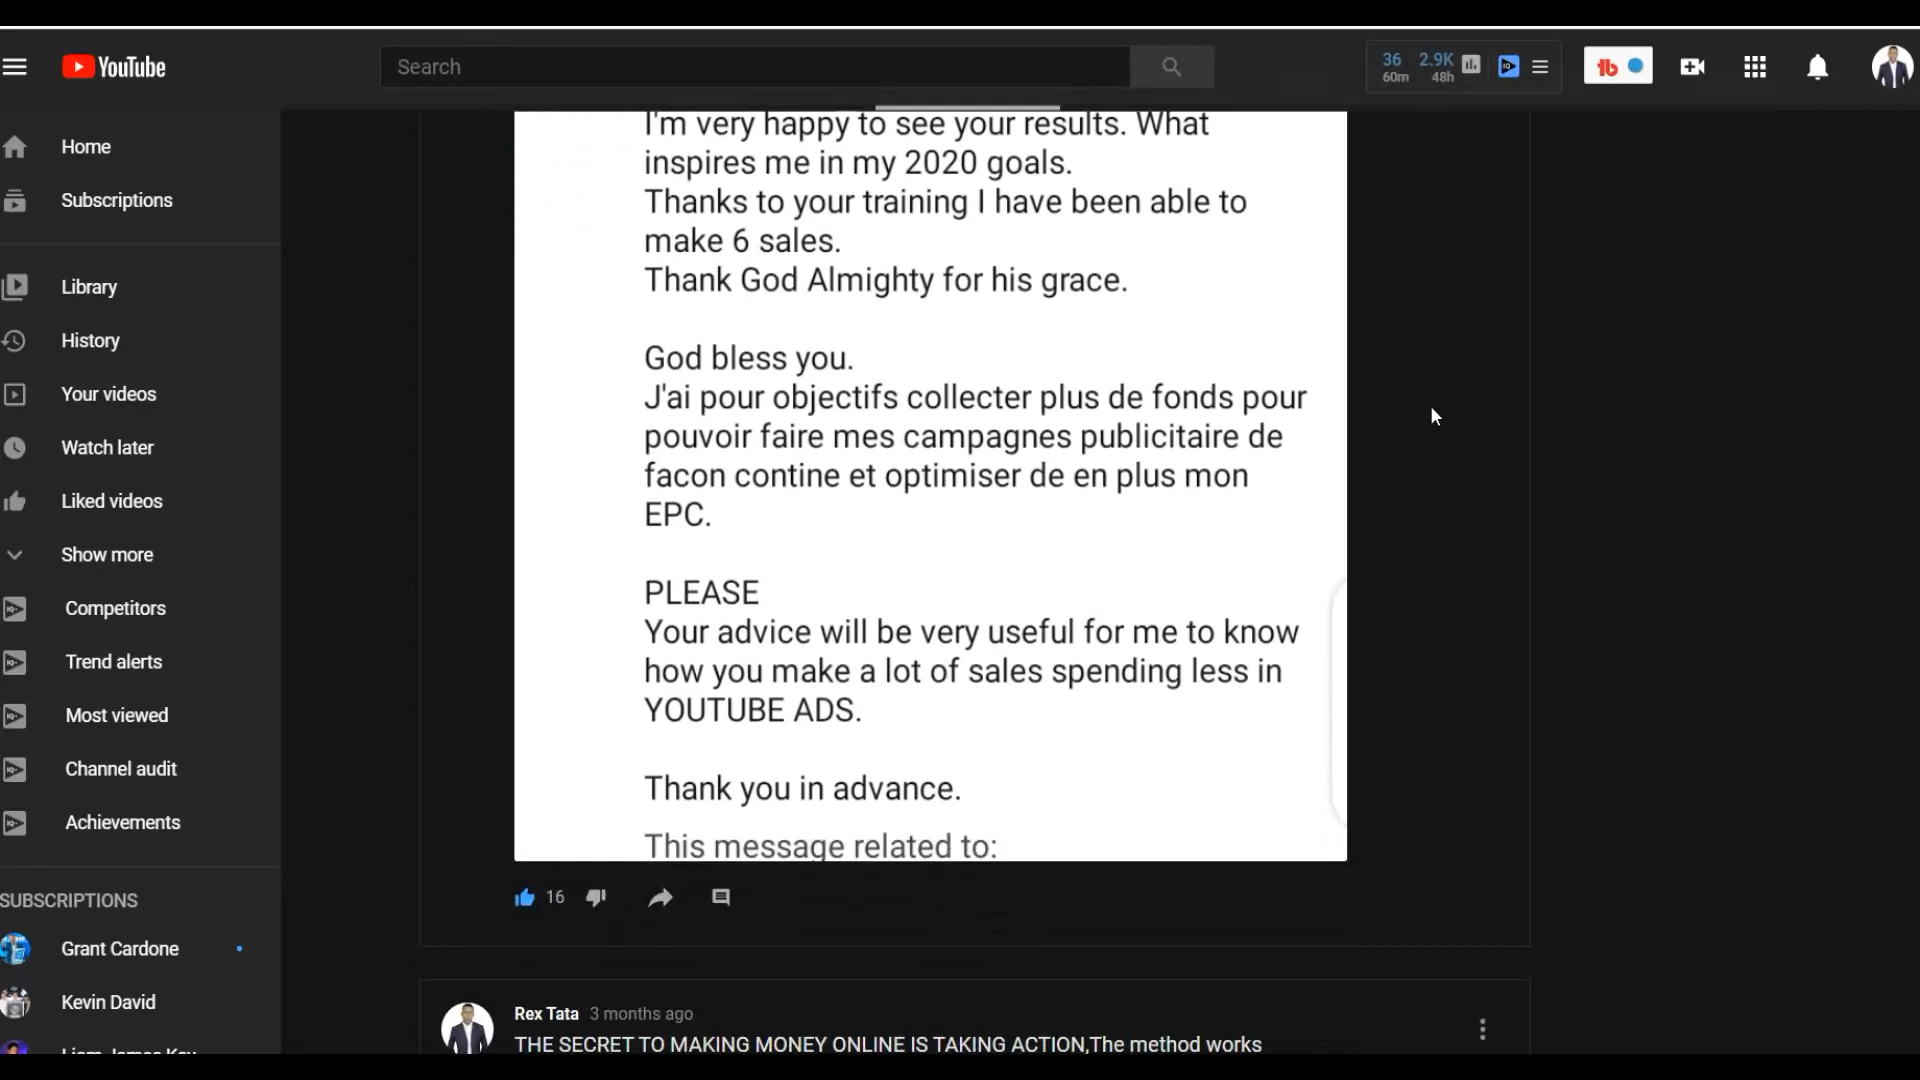 YouTube
Search
36
60m
2.9K
48h
Home
Subscriptions
Library
History
Your videos
Watch later
Liked videos
Show more
Competitors
Trend alerts
Most viewed
Channel audit
Achievements
SUBSCRIPTIONS
Grant Cardone
Kevin David
I'm very happy to see your results. What
inspires me in my 2020 goals.
Thanks to your training I have been able to
make 6 sales.
Thank God Almighty for his grace.
God bless you.
J'ai pour objectifs collecter plus de fonds pour
pouvoir faire mes campagnes publicitaire de
facon contine et optimiser de en plus mon
EPC.
PLEASE
Your advice will be very useful for me to know
how you make a lot of sales spending less in
YOUTUBE ADS.
Thank you in advance.
This message related to:
16
Rex Tata 3 months ago
THE SECRET TO MAKING MONEY ONLINE IS TAKING ACTION,The method works